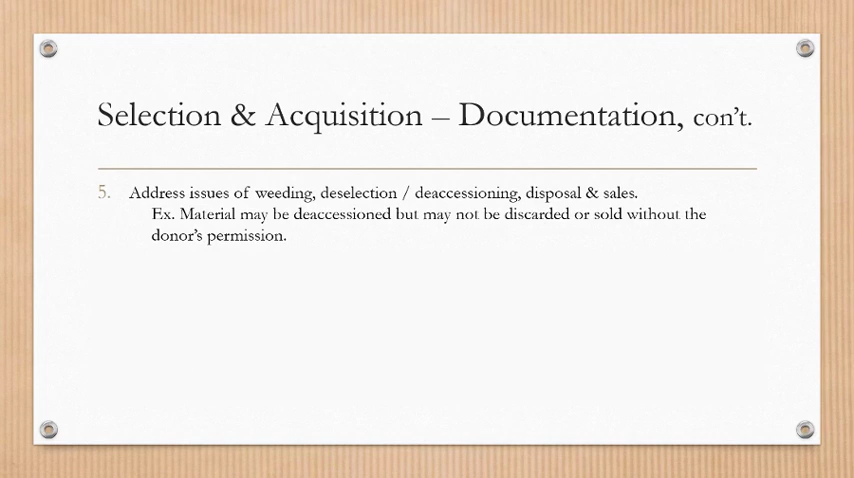 Selection & Acquisition – Documentation, con’t.
5. Address issues of weeding, deselection / deaccessioning, disposal & sales.
Ex. Material may be deaccessioned but may not be discarded or sold without the
donor’s permission.